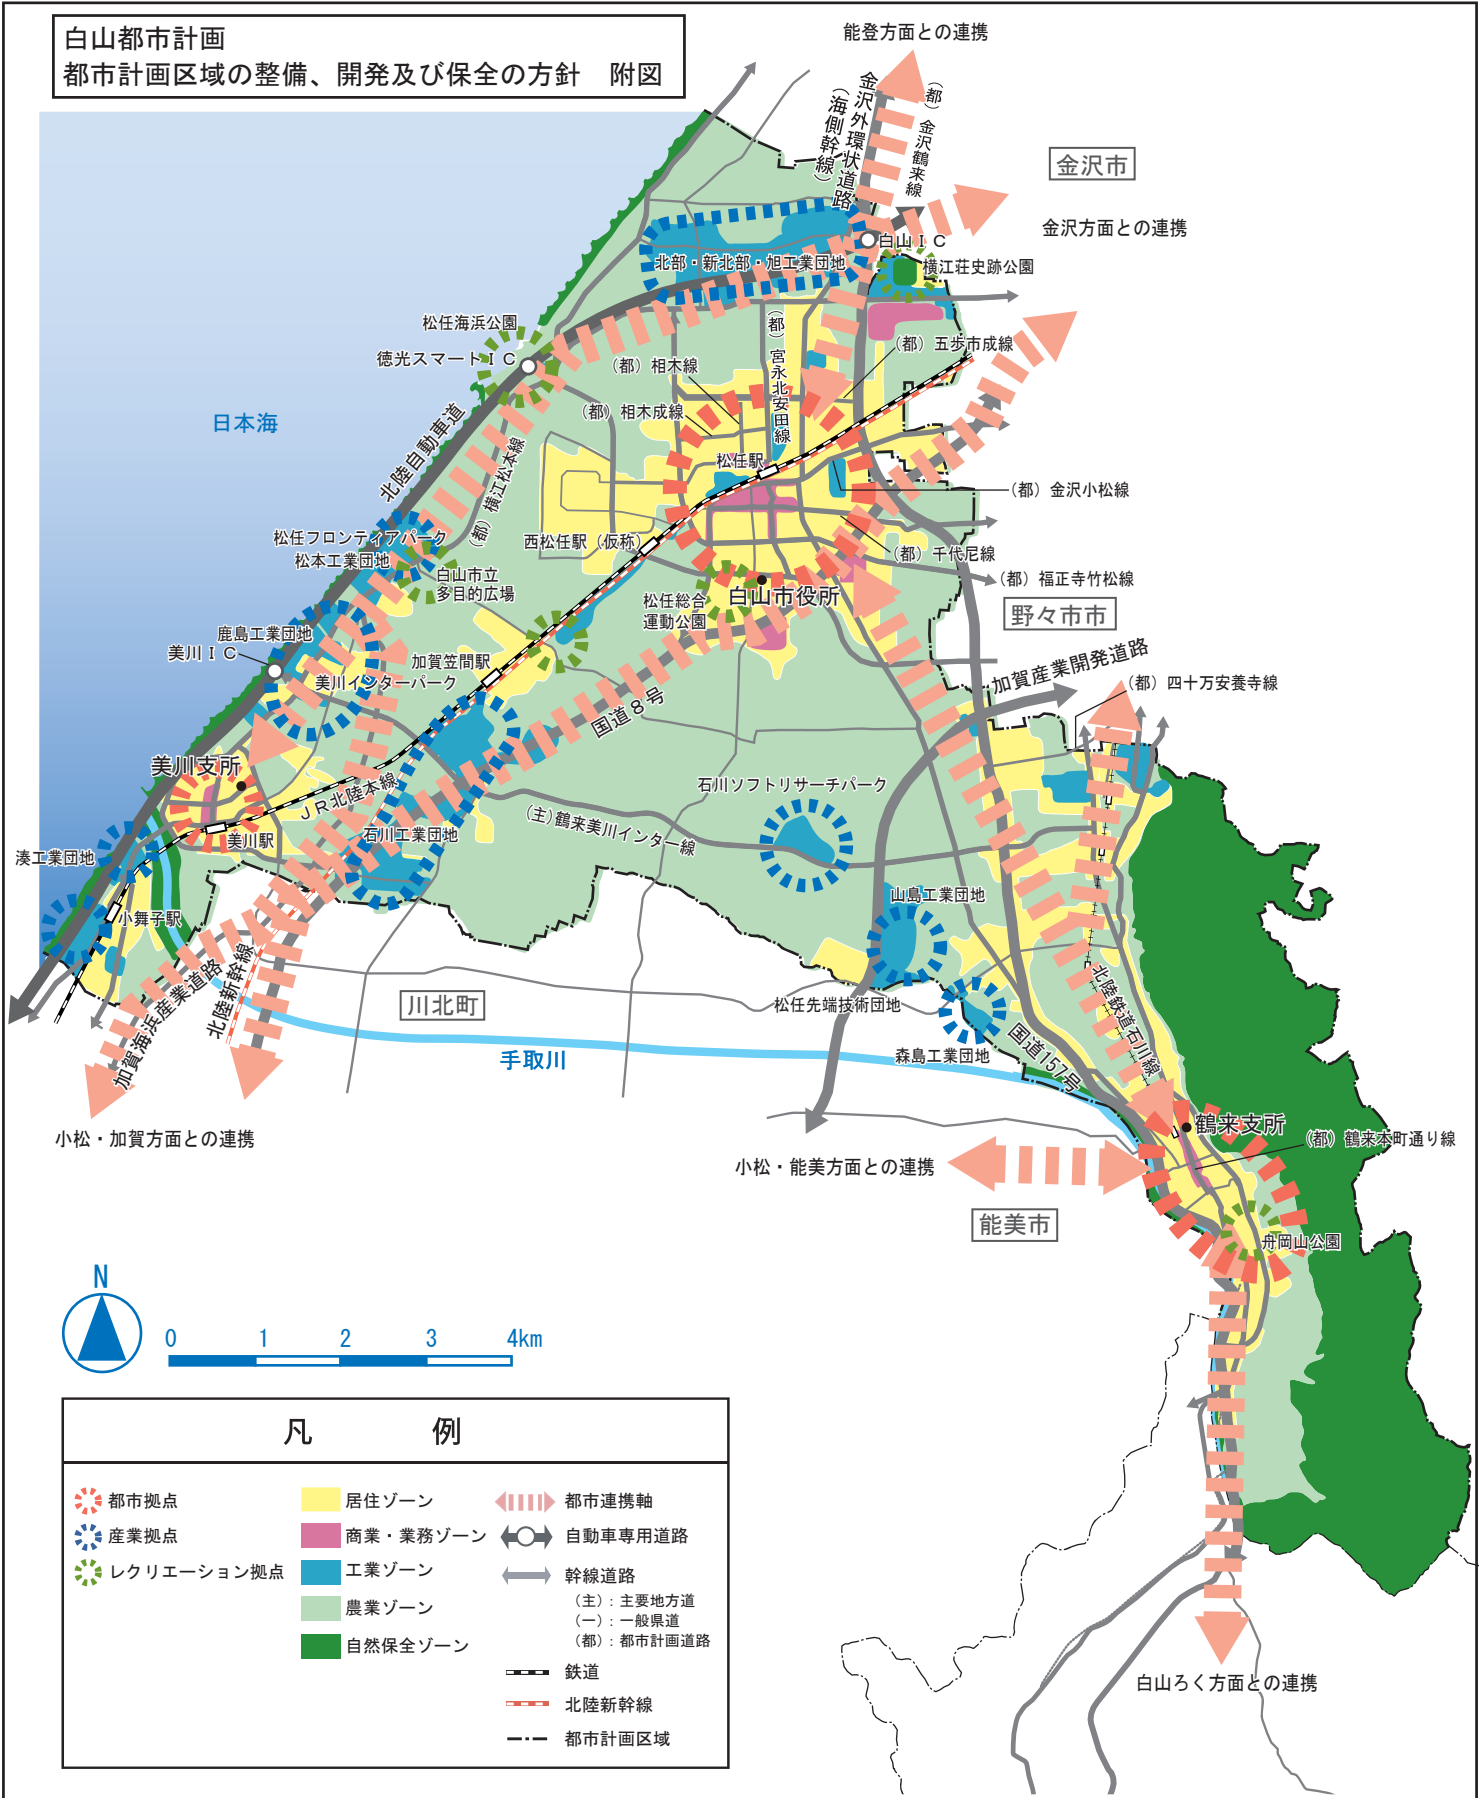 白山都市計画
都市計画区域の整備、開発及び保全の方針　附図
能登方面との連携
金沢外環状道路
（海側幹線）
（都）金沢鶴来線
金沢市
金沢方面との連携
白山ＩＣ
北部・新北部・旭工業団地
横江荘史跡公園
松任海浜公園
徳光スマートＩＣ
（都）宮永北安田線
（都）五歩市成線
（都）相木線
（都）相木成線
日本海
北陸自動車道
（都）横江松本線
松任駅
（都）金沢小松線
松任フロンティアパーク
松本工業団地
西松任駅（仮称）
（都）千代尼線
白山市立
多目的広場
（都）福正寺竹松線
松任総合
運動公園
白山市役所
野々市市
鹿島工業団地
美川ＩＣ
加賀笠間駅
美川インターパーク
加賀産業開発道路
（都）四十万安養寺線
国道８号
美川支所
ＪＲ北陸本線
石川ソフトリサーチパーク
（主）鶴来美川インター線
美川駅
石川工業団地
湊工業団地
山島工業団地
小舞子駅
加賀海浜産業道路
北陸新幹線
川北町
松任先端技術団地
北陸鉄道石川線
手取川
森島工業団地
国道157号
小松・加賀方面との連携
鶴来支所
（都）鶴来本町通り線
小松・能美方面との連携
能美市
舟岡山公園
N
0 1 2 3 4km
凡例
都市拠点
産業拠点
レクリエーション拠点
居住ゾーン
商業・業務ゾーン
工業ゾーン
農業ゾーン
自然保全ゾーン
都市連携軸
自動車専用道路
幹線道路
（主）：主要地方道
（一）：一般県道
（都）：都市計画道路
鉄道
北陸新幹線
都市計画区域
白山ろく方面との連携